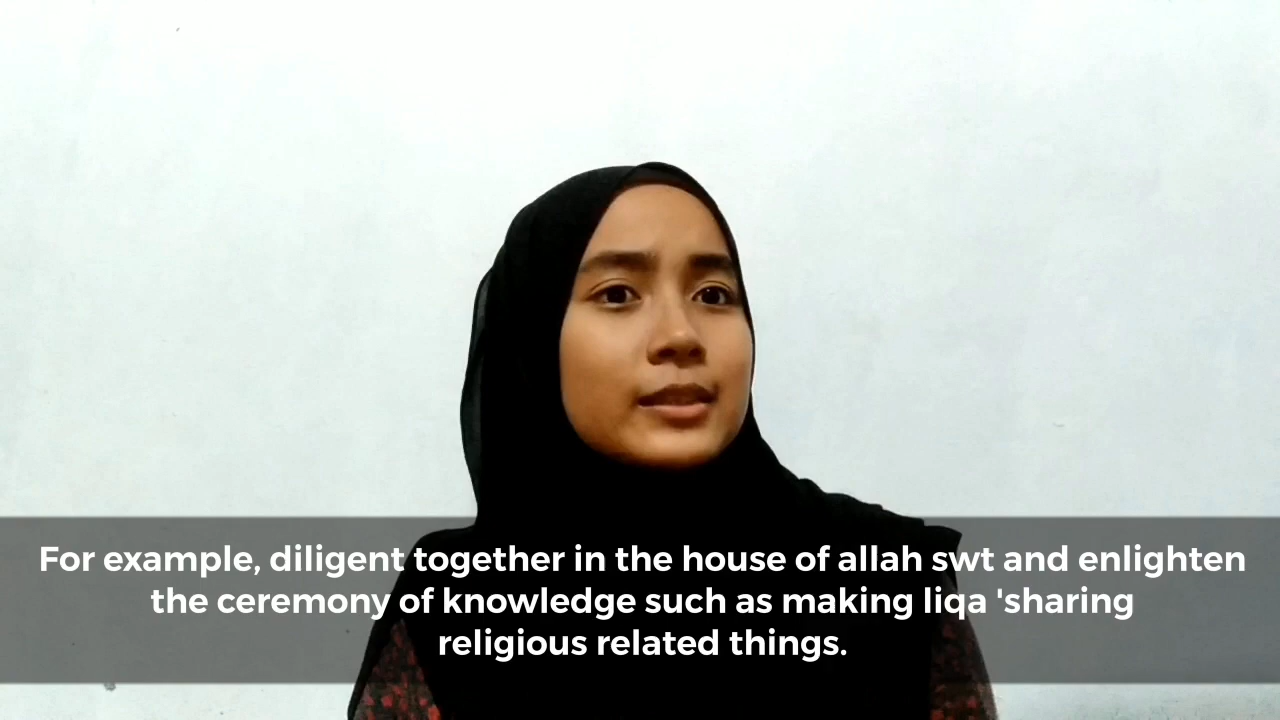 For example, diligent together in the house of allah swt and enlighten
the ceremony of knowledge such as making liqa 'sharing
religious related things.